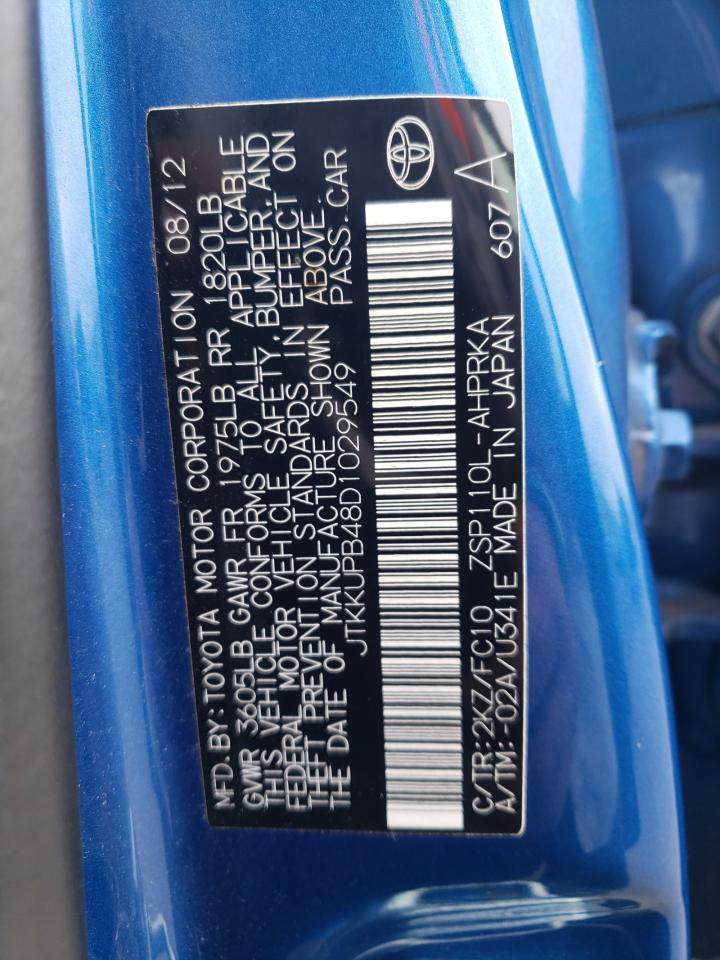 MFD.BY:TOYOTA MOTOR CORPORATION 08/12
GVWR 3605LB GAWR FR 1975LB RR 1820LB
THIS VEHICLE CONFORMS TO ALL APPLICABLE
FEDERAL MOTOR VEHICLE SAFETY, BUMPER, AND
THEFT PREVENTION STANDARDS IN EFFECT ON
THE DATE OF MANUFACTURE SHOWN ABOVE.
JTKKUPB48D1029549 PASS.CAR
C/TR:2KZ/FC10 ZSP110L-AHPRKA 607 A
A/TM:-02A/U341E MADE IN JAPAN